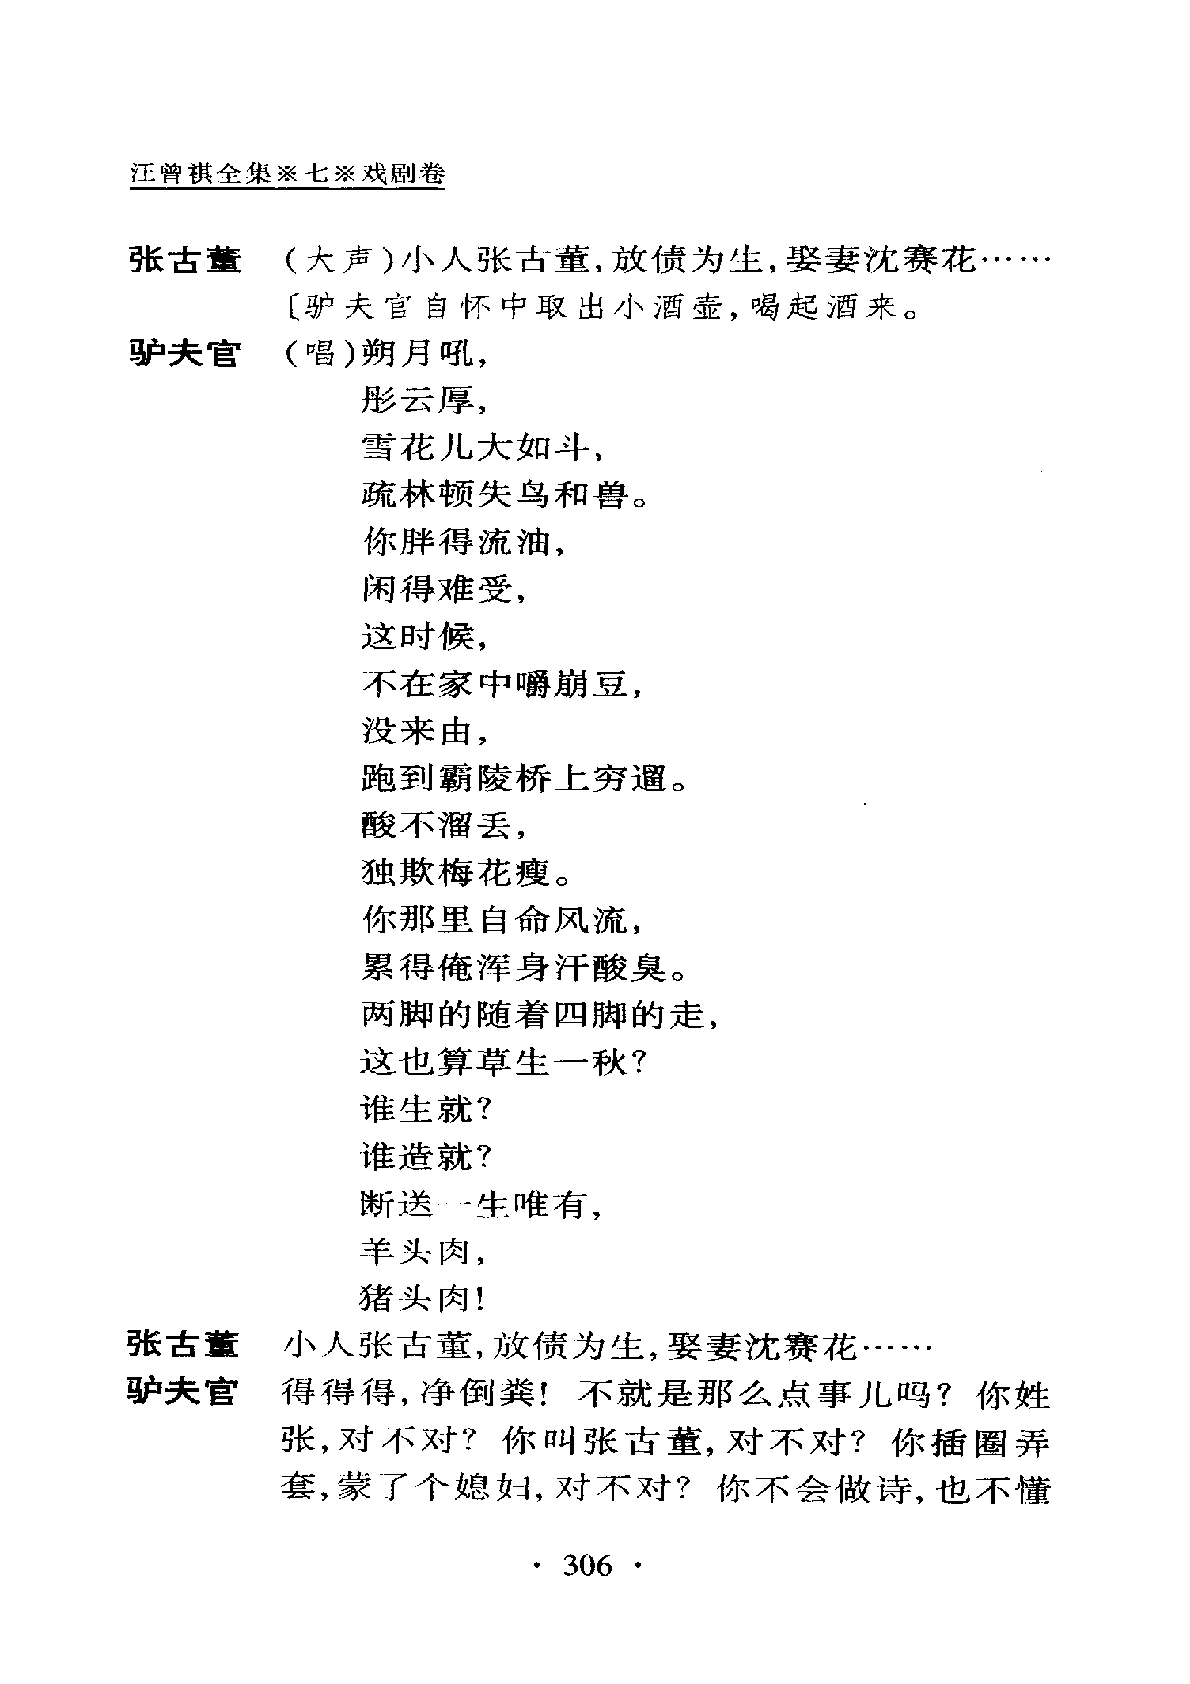 汪曾祺全集※七※戏剧卷
张古董 (大声)小人张古董,放债为生,娶妻沈赛花……
〔驴夫官自怀中取出小酒壶,喝起酒来。
驴夫官 (唱)朔月吼,
彤云厚,
雪花儿大如斗,
疏林顿失鸟和兽。
你胖得流油,
闲得难受,
这时候,
不在家中嚼崩豆,
没来由,
跑到霸陵桥上穷遛。
酸不溜丢,
独欺梅花瘦。
你那里自命风流,
累得俺浑身汗酸臭。
两脚的随着四脚的走,
这也算草生一秋?
谁生就?
谁造就?
断送一生唯有,
羊头肉,
猪头肉!
张古董 小人张古董,放债为生,娶妻沈赛花……
驴夫官 得得得,净倒粪! 不就是那么点事儿吗? 你姓
张,对不对? 你叫张古董,对不对? 你插圈弄
套,蒙了个媳妇,对不对? 你不会做诗,也不懂
· 306 ·